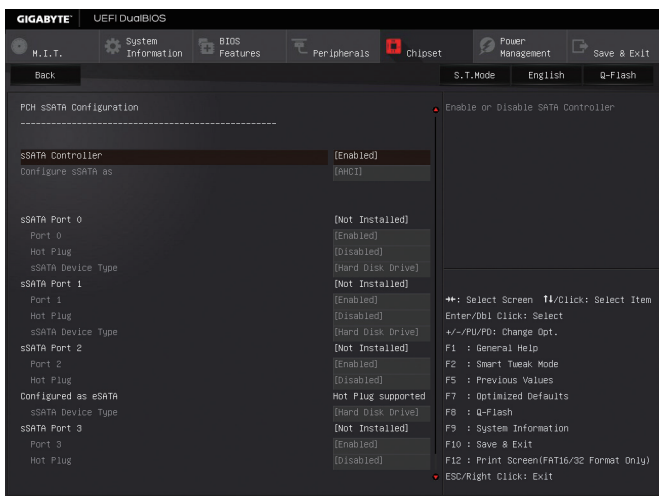 GIGABYTE™ UEFI DualBIOS
M.I.T. System Information BIOS Features Peripherals Chipset Power Management Save & Exit
Back S.T.Mode English Q-Flash
PCH sSATA Configuration
Enable or Disable SATA Controller
------------------------------------------------
sSATA Controller [Enabled]
Configure sSATA as [AHCI]
sSATA Port 0 [Not Installed]
Port 0 [Enabled]
Hot Plug [Disabled]
sSATA Device Type [Hard Disk Drive]
sSATA Port 1 [Not Installed]
Port 1 [Enabled]
Hot Plug [Disabled]
sSATA Device Type [Hard Disk Drive]
sSATA Port 2 [Not Installed]
Port 2 [Enabled]
Hot Plug [Disabled]
Configured as eSATA Hot Plug supported
sSATA Device Type [Hard Disk Drive]
sSATA Port 3 [Not Installed]
Port 3 [Enabled]
Hot Plug [Disabled]
→←: Select Screen ↑↓/Click: Select Item
Enter/Dbl Click: Select
+/-/PU/PD: Change Opt.
F1 : General Help
F2 : Smart Tweak Mode
F5 : Previous Values
F7 : Optimized Defaults
F8 : Q-Flash
F9 : System Information
F10 : Save & Exit
F12 : Print Screen(FAT16/32 Format Only)
ESC/Right Click: Exit